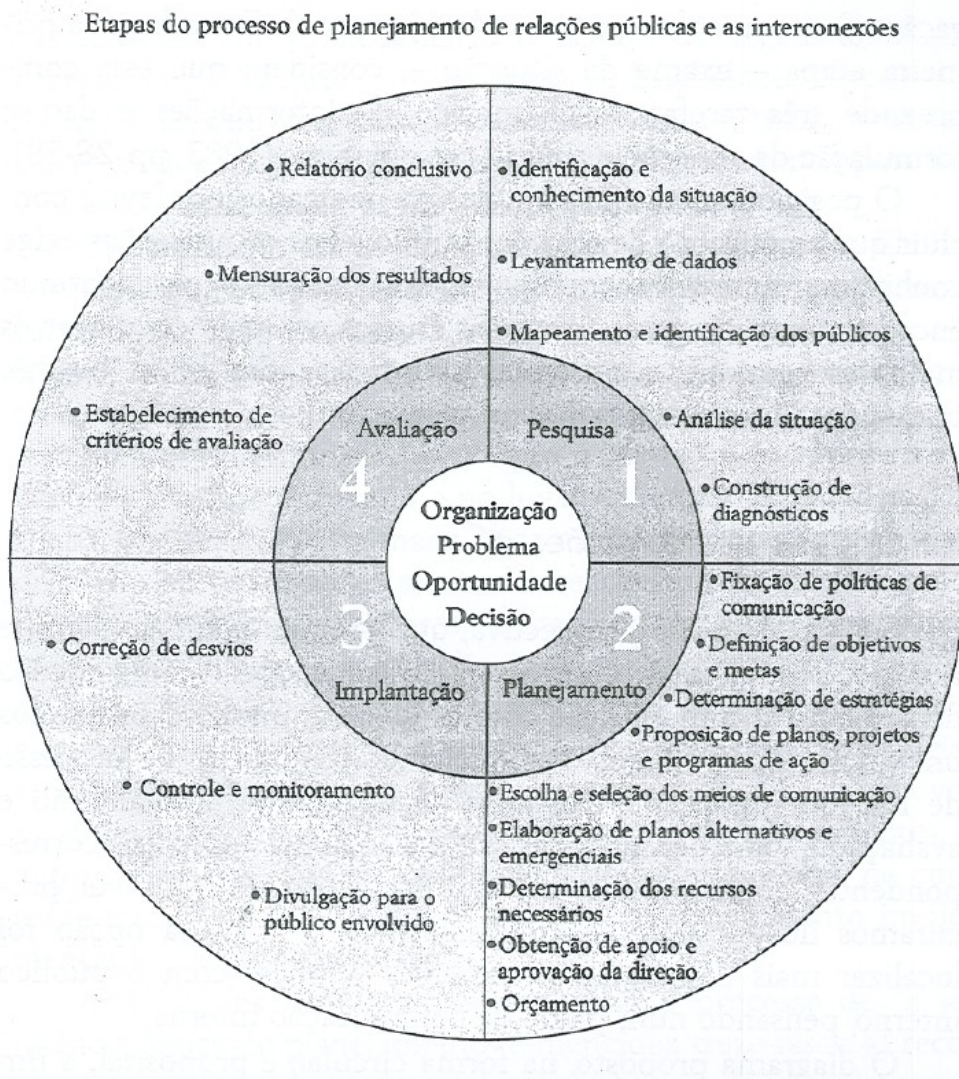 Etapas do processo de planejamento de relações públicas e as interconexões
• Relatório conclusivo
• Mensuração dos resultados
• Estabelecimento de
critérios de avaliação
• Identificação e
conhecimento da situação
• Levantamento de dados
• Mapeamento e identificação dos públicos
• Análise da situação
• Construção de
diagnósticos
Avaliação
4
Pesquisa
1
Organização
Problema
Oportunidade
Decisão
3
Implantação
2
Planejamento
• Fixação de políticas de
comunicação
• Definição de objetivos
e metas
• Determinação de estratégias
• Proposição de planos, projetos
e programas de ação
• Escolha e seleção dos meios de comunicação
• Elaboração de planos alternativos e
emergenciais
• Determinação dos recursos
necessários
• Obtenção de apoio e
aprovação da direção
• Orçamento
• Correção de desvios
• Controle e monitoramento
• Divulgação para o
público envolvido